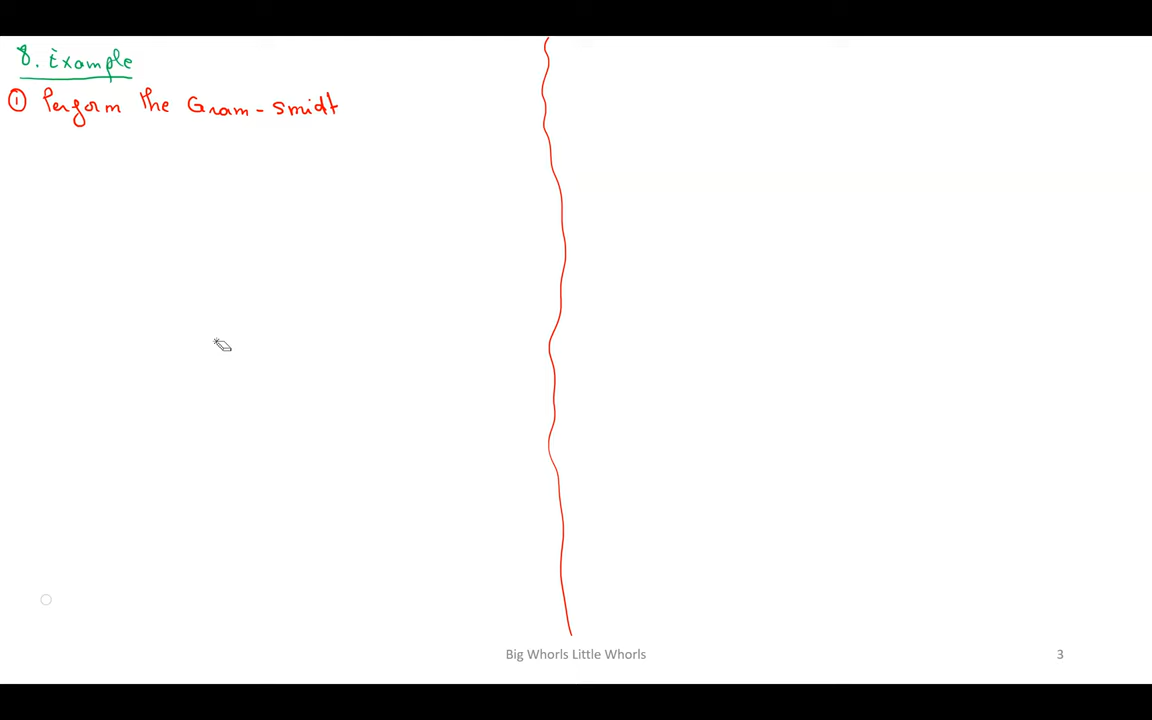 8. Example
① Perform the Gram - Smidt
Big Whorls Little Whorls
3